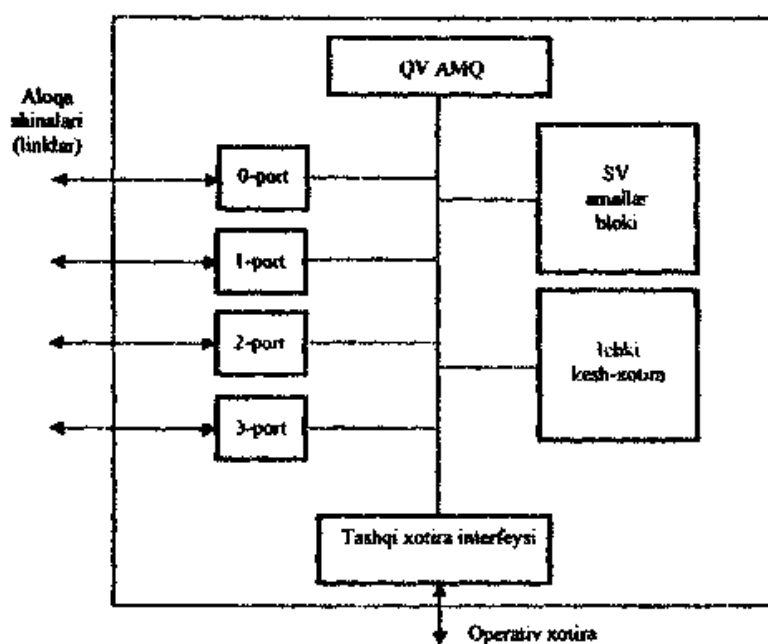 QV AMQ
Aloqa
shinalari
(linklar)
0-port
SV
amallar
bloki
1-port
2-port
Ichki
kesh-xotira
3-port
Tashqi xotira interfeysi
Operativ xotira